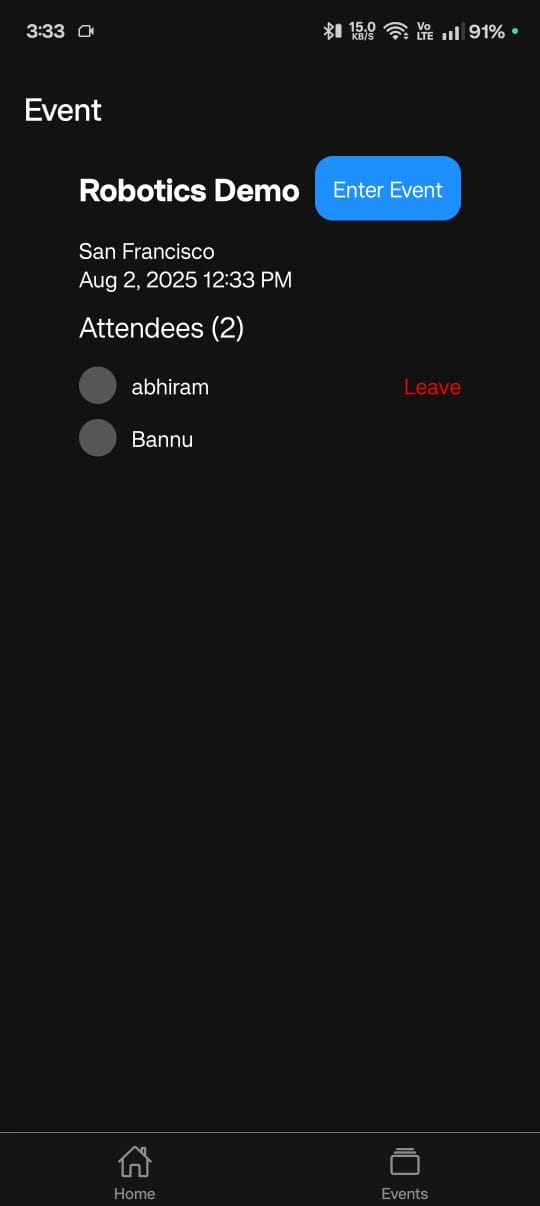 3:33 15.0 KB/S Vo LTE 91%
Event
Robotics Demo Enter Event
San Francisco
Aug 2, 2025 12:33 PM
Attendees (2)
abhiram Leave
Bannu
Home Events